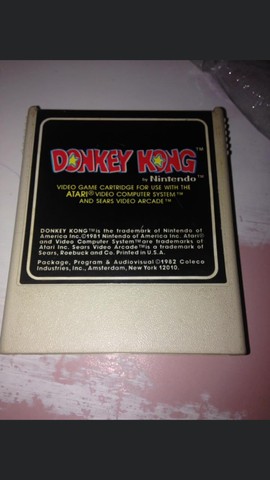 DONKEY KONG™
by Nintendo™
VIDEO GAME CARTRIDGE FOR USE WITH THE
ATARI® VIDEO COMPUTER SYSTEM™
AND SEARS VIDEO ARCADE™
DONKEY KONG™ is the trademark of Nintendo of
America Inc.©1981 Nintendo of America Inc. Atari®
and Video Computer System™ are trademarks of
Atari Inc. Sears Video Arcade™ is a trademark of
Sears, Roebuck and Co. Printed in U.S.A.
Package, Program & Audiovisual ©1982 Coleco
Industries, Inc., Amsterdam, New York 12010.